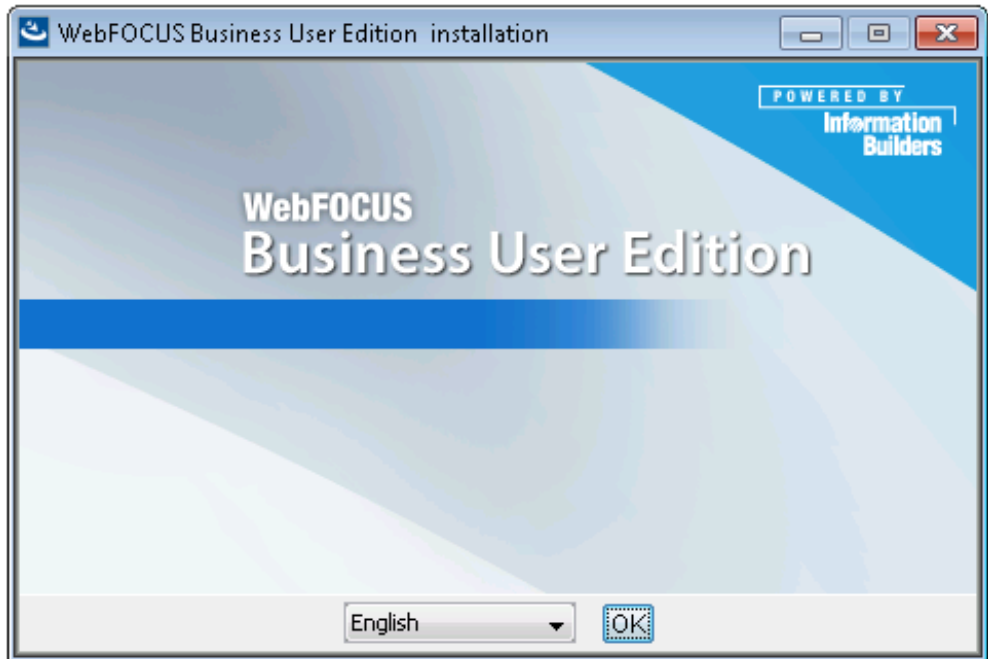 WebFOCUS Business User Edition installation
POWERED BY
Information
Builders
WebFOCUS
Business User Edition
English
OK